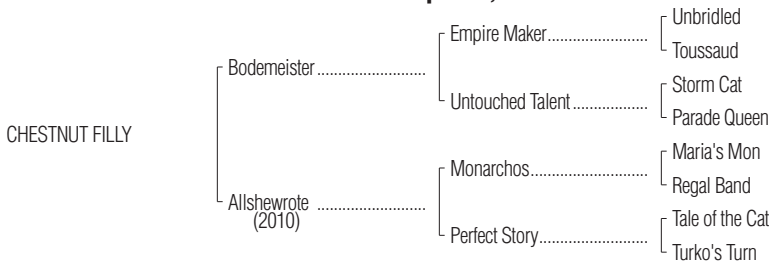 Unbridled
Empire Maker
Toussaud
Bodemeister
Storm Cat
Untouched Talent
Parade Queen
CHESTNUT FILLY
Maria's Mon
Monarchos
Regal Band
Allshewrote
(2010)
Tale of the Cat
Perfect Story
Turko's Turn